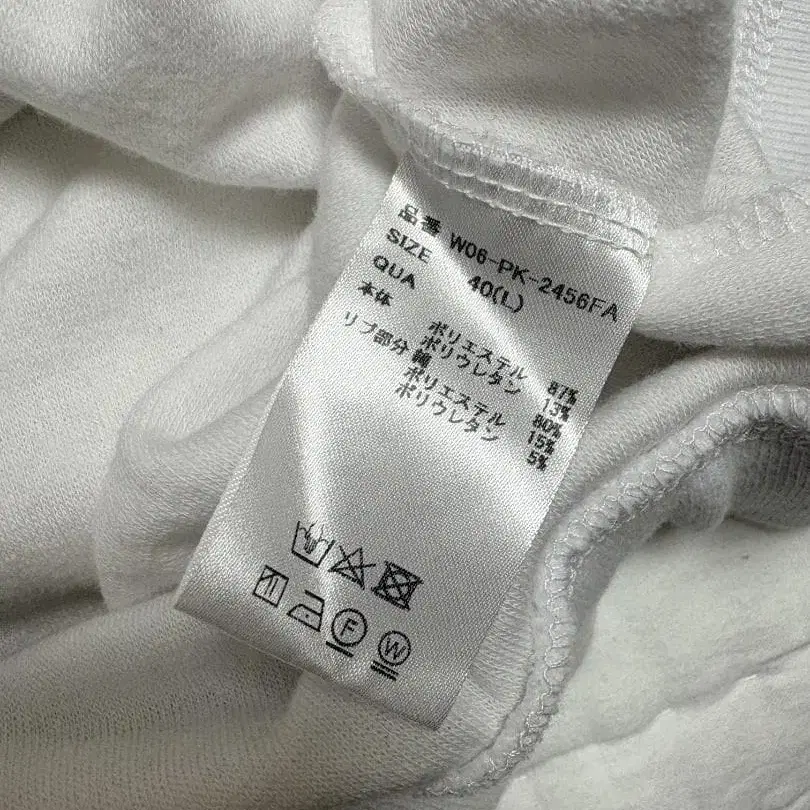 品番 W06-PK-2456FA
SIZE 40(L)
QUA
本体 ポリエステル 87%
ポリウレタン 13%
リブ部分 綿 80%
ポリエステル 15%
ポリウレタン 5%
F
W